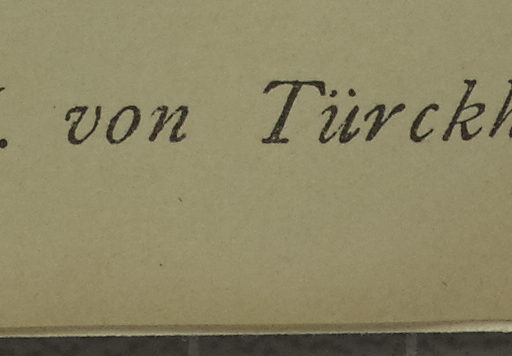 . von Türckh